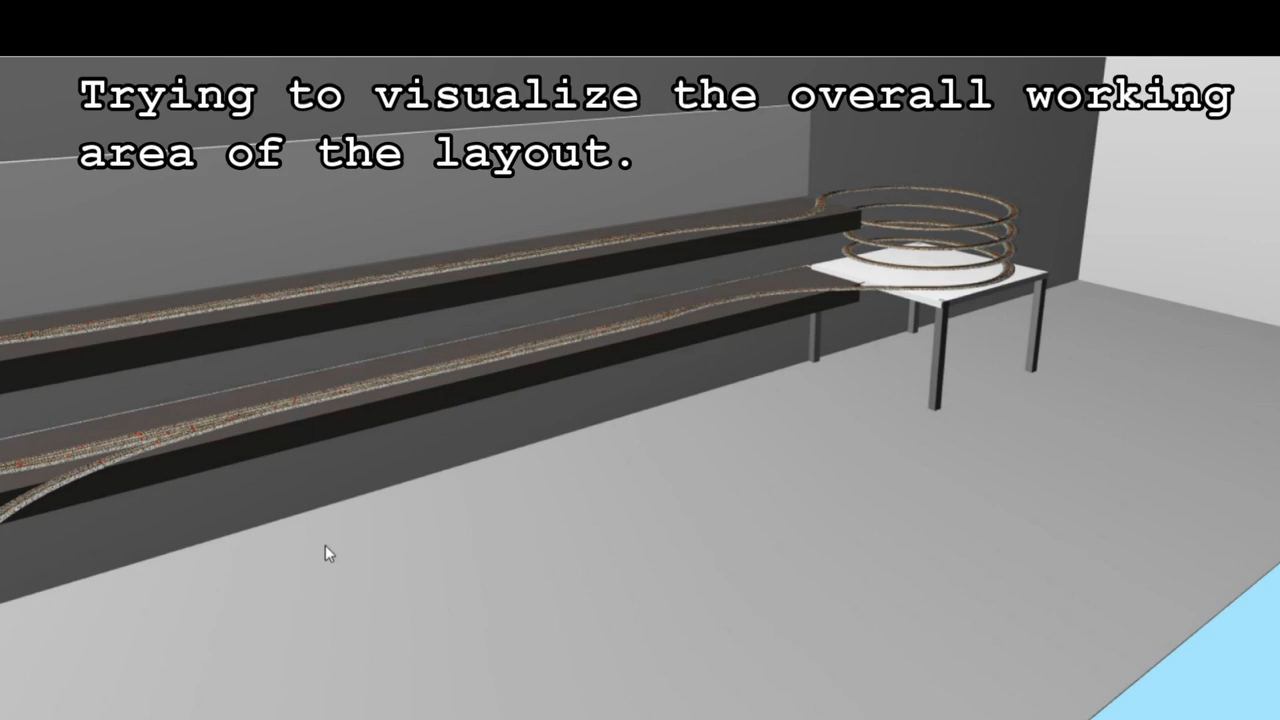 Trying to visualize the overall working
area of the layout.